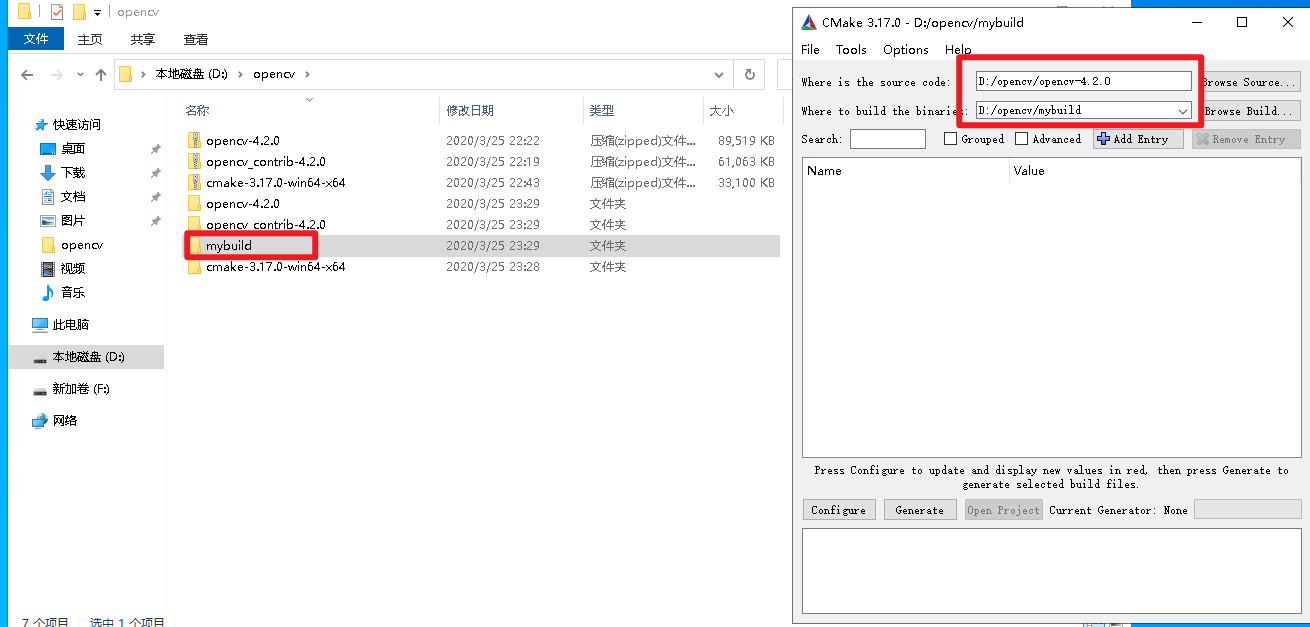 opencv
文件 主页 共享 查看
本地磁盘 (D:) opencv
名称 修改日期 类型 大小
快速访问
桌面
下载
文档
图片
opencv
视频
音乐
此电脑
本地磁盘 (D:)
新加卷 (F:)
网络
opencv-4.2.0 2020/3/25 22:22 压缩(zipped)文件... 89,519 KB
opencv_contrib-4.2.0 2020/3/25 22:19 压缩(zipped)文件... 61,063 KB
cmake-3.17.0-win64-x64 2020/3/25 22:43 压缩(zipped)文件... 33,100 KB
opencv-4.2.0 2020/3/25 23:29 文件夹
opencv_contrib-4.2.0 2020/3/25 23:29 文件夹
mybuild 2020/3/25 23:29 文件夹
cmake-3.17.0-win64-x64 2020/3/25 23:28 文件夹
7 个项目 选中 1 个项目
CMake 3.17.0 - D:/opencv/mybuild
File Tools Options Help
Where is the source code: D:/opencv/opencv-4.2.0 Browse Source...
Where to build the binaries: D:/opencv/mybuild Browse Build...
Search: Grouped Advanced Add Entry Remove Entry
Name Value
Press Configure to update and display new values in red, then press Generate to
generate selected build files.
Configure Generate Open Project Current Generator: None